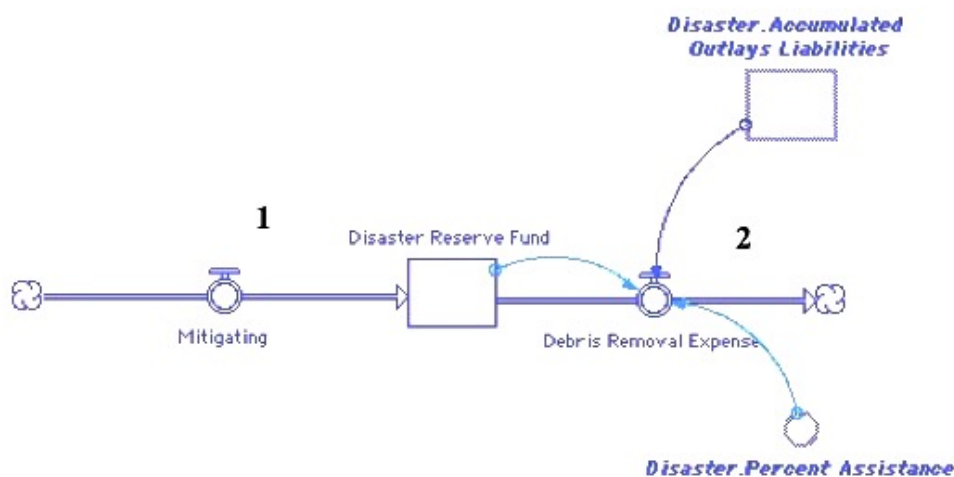 Disaster.Accumulated
Outlays Liabilities
1
Disaster Reserve Fund
2
Mitigating
Debris Removal Expense
Disaster.Percent Assistance